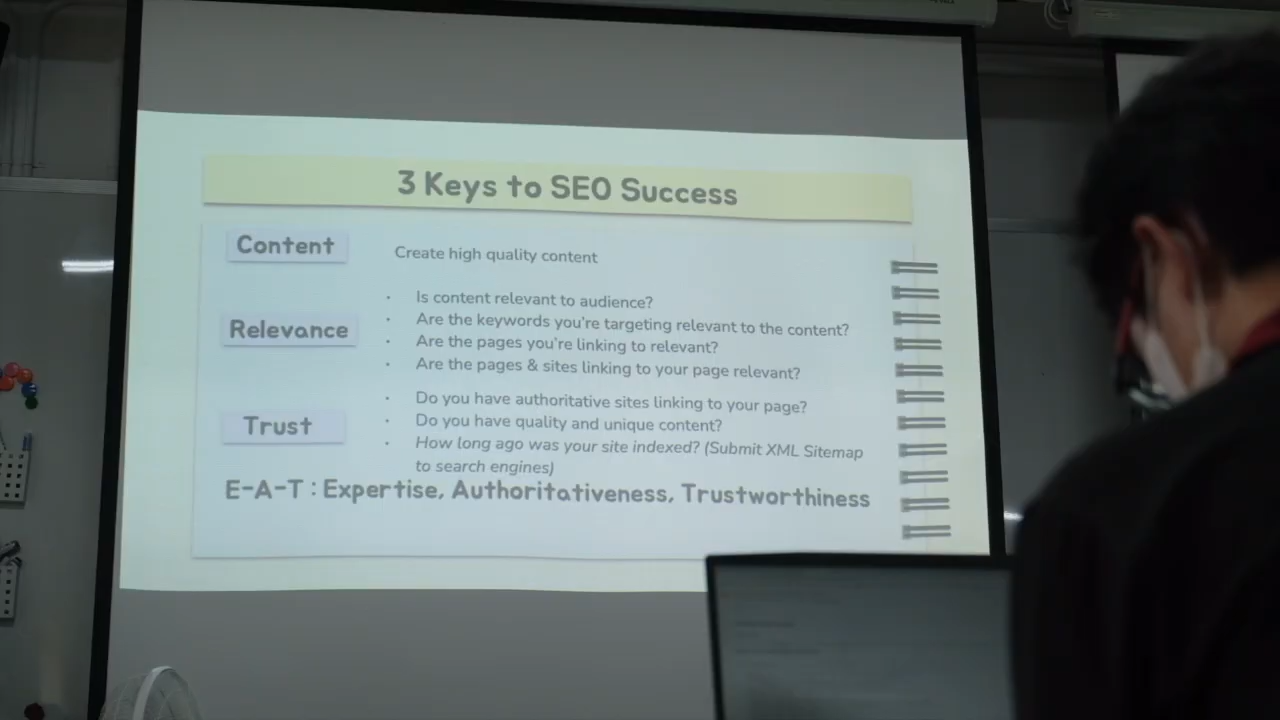 3 Keys to SEO Success
Content
Create high quality content
Relevance
• Is content relevant to audience?
• Are the keywords you're targeting relevant to the content?
• Are the pages you're linking to relevant?
• Are the pages & sites linking to your page relevant?
Trust
• Do you have authoritative sites linking to your page?
• Do you have quality and unique content?
• How long ago was your site indexed? (Submit XML Sitemap
to search engines)
E-A-T : Expertise, Authoritativeness, Trustworthiness